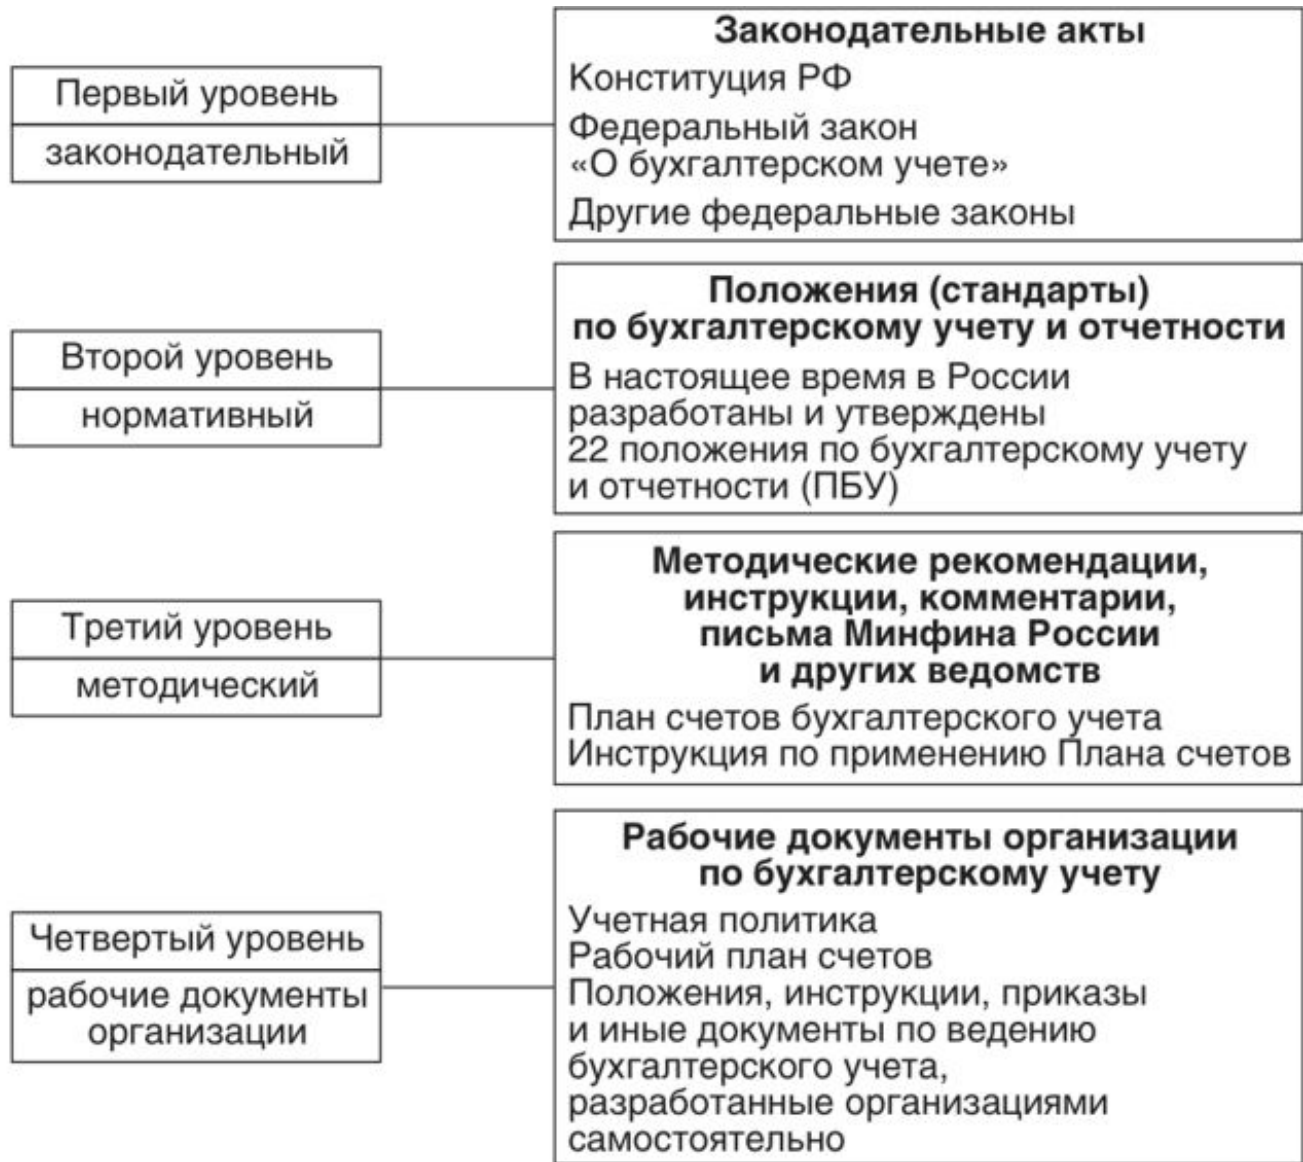 Первый уровень
законодательный
Законодательные акты
Конституция РФ
Федеральный закон
«О бухгалтерском учете»
Другие федеральные законы
Второй уровень
нормативный
Положения (стандарты)
по бухгалтерскому учету и отчетности
В настоящее время в России
разработаны и утверждены
22 положения по бухгалтерскому учету
и отчетности (ПБУ)
Третий уровень
методический
Методические рекомендации,
инструкции, комментарии,
письма Минфина России
и других ведомств
План счетов бухгалтерского учета
Инструкция по применению Плана счетов
Четвертый уровень
рабочие документы
организации
Рабочие документы организации
по бухгалтерскому учету
Учетная политика
Рабочий план счетов
Положения, инструкции, приказы
и иные документы по ведению
бухгалтерского учета,
разработанные организациями
самостоятельно